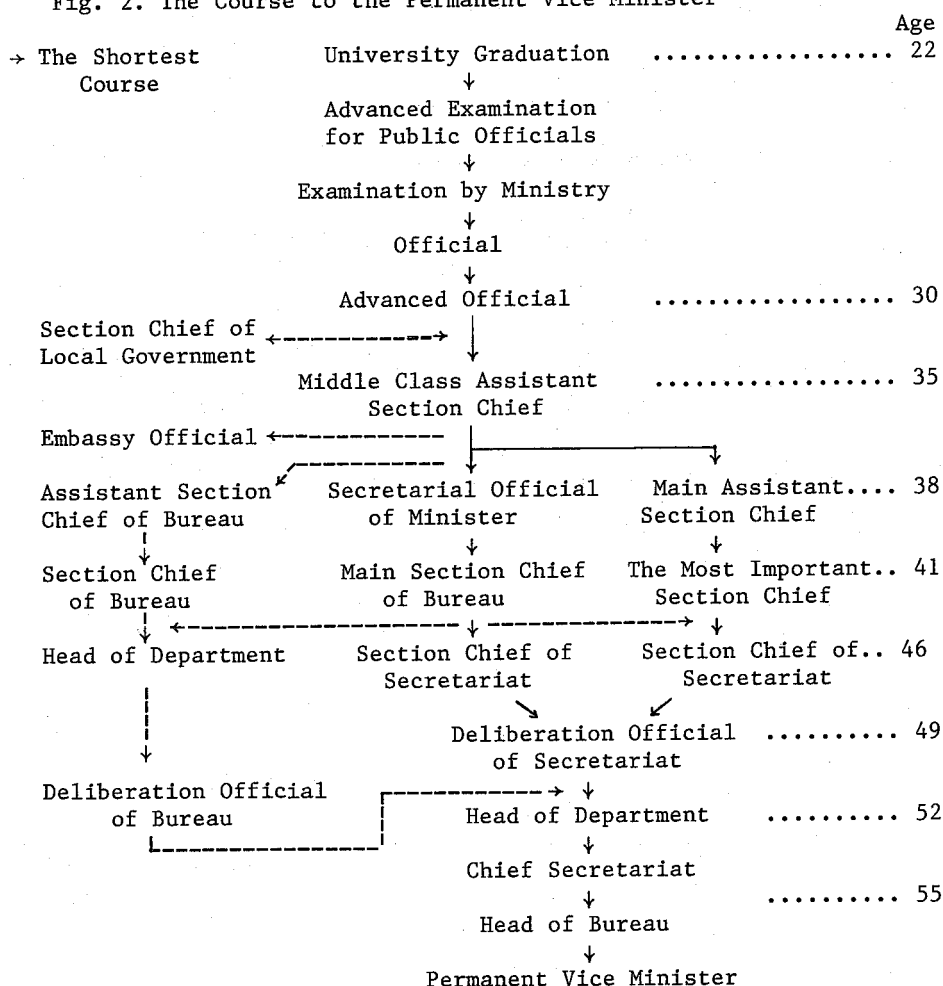 Fig. 2. The Course to the Permanent Vice Minister
Age
→ The Shortest Course
University Graduation .................. 22
Advanced Examination
for Public Officials
Examination by Ministry
Official
Advanced Official .................. 30
Section Chief of
Local Government
Middle Class Assistant .................. 35
Section Chief
Embassy Official
Assistant Section
Chief of Bureau
Secretarial Official
of Minister
Main Assistant.... 38
Section Chief
Section Chief
of Bureau
Main Section Chief
of Bureau
The Most Important.. 41
Section Chief
Head of Department
Section Chief of
Secretariat
Section Chief of.. 46
Secretariat
Deliberation Official .......... 49
of Secretariat
Deliberation Official
of Bureau
Head of Department .......... 52
Chief Secretariat
.......... 55
Head of Bureau
Permanent Vice Minister